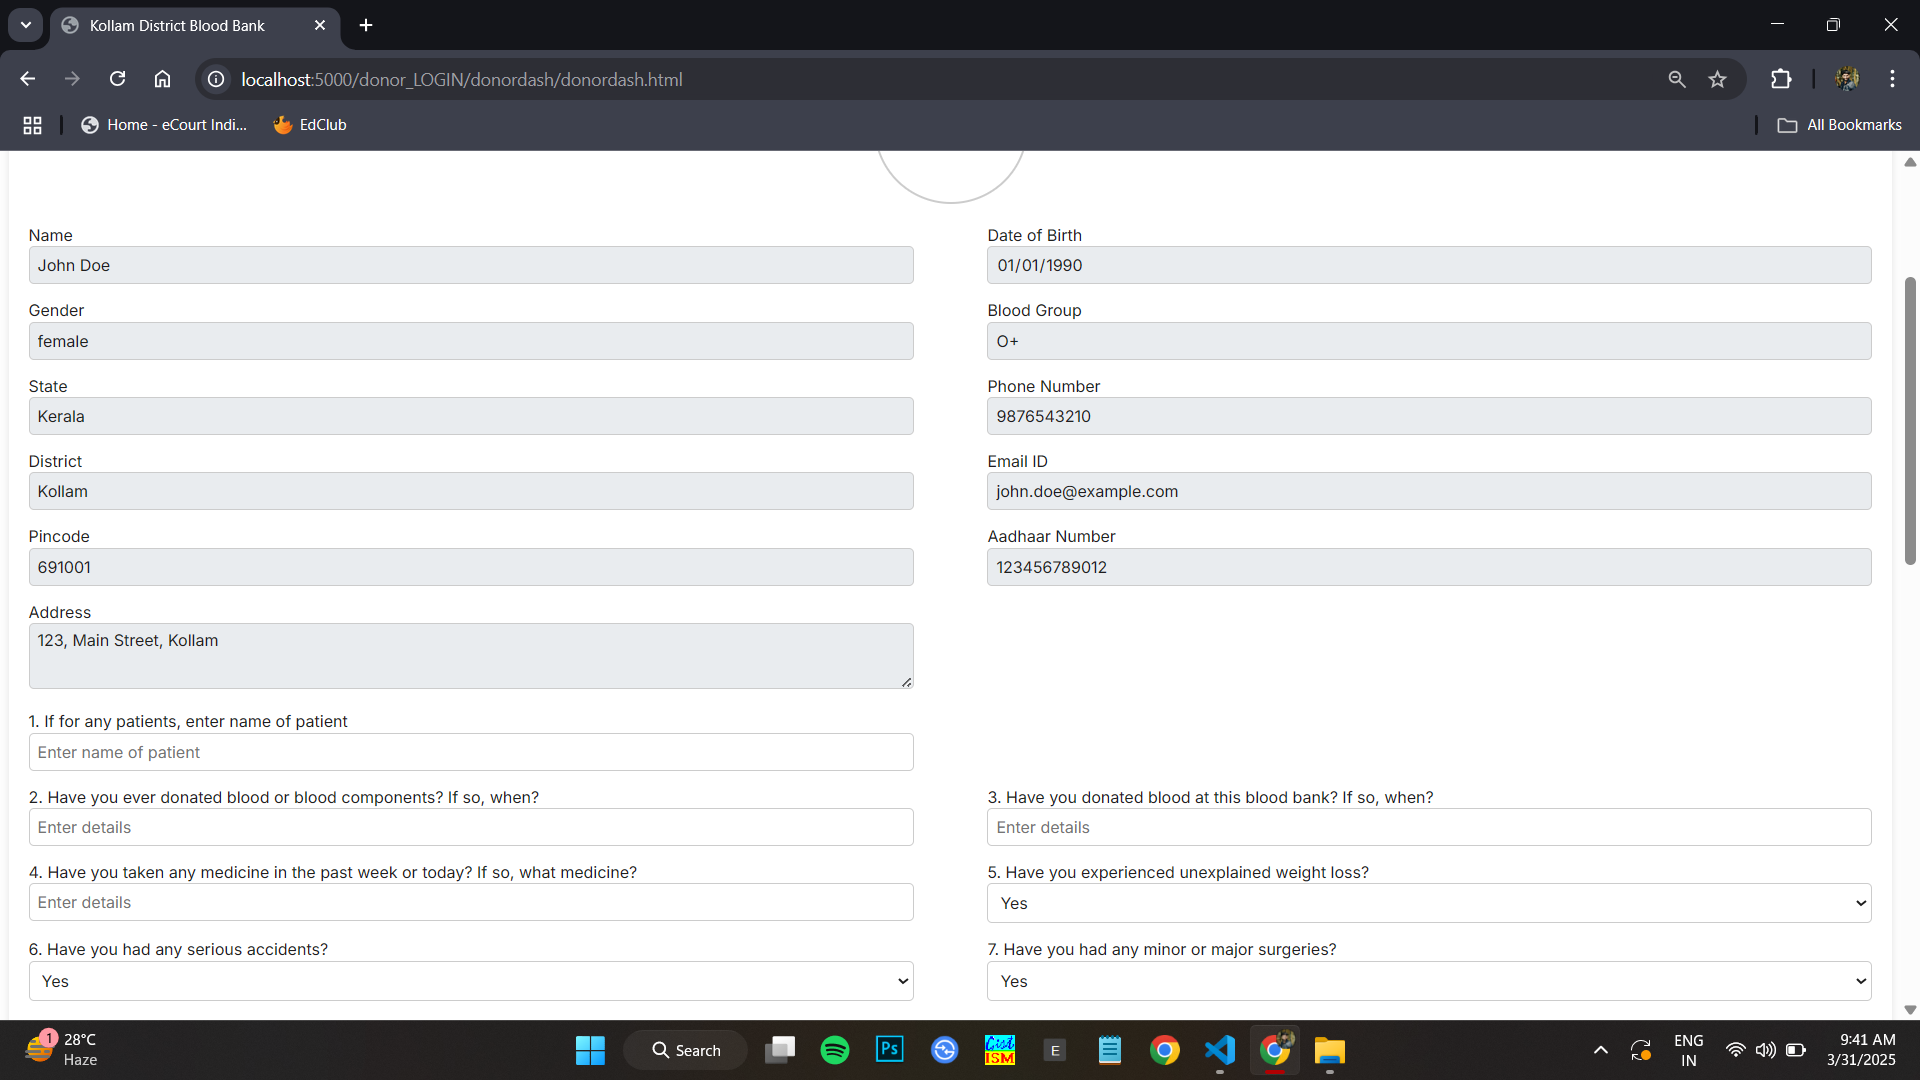 Kollam District Blood Bank
localhost:5000/donor_LOGIN/donordash/donordash.html
Home - eCourt Indi...
EdClub
All Bookmarks
Name
John Doe
Date of Birth
01/01/1990
Gender
female
Blood Group
O+
State
Kerala
Phone Number
9876543210
District
Kollam
Email ID
john.doe@example.com
Pincode
691001
Aadhaar Number
123456789012
Address
123, Main Street, Kollam
1. If for any patients, enter name of patient
Enter name of patient
2. Have you ever donated blood or blood components? If so, when?
Enter details
3. Have you donated blood at this blood bank? If so, when?
Enter details
4. Have you taken any medicine in the past week or today? If so, what medicine?
Enter details
5. Have you experienced unexplained weight loss?
Yes
6. Have you had any serious accidents?
Yes
7. Have you had any minor or major surgeries?
Yes
1
28°C
Haze
Search
Ps
Gist
ISM
E
ENG
IN
9:41 AM
3/31/2025